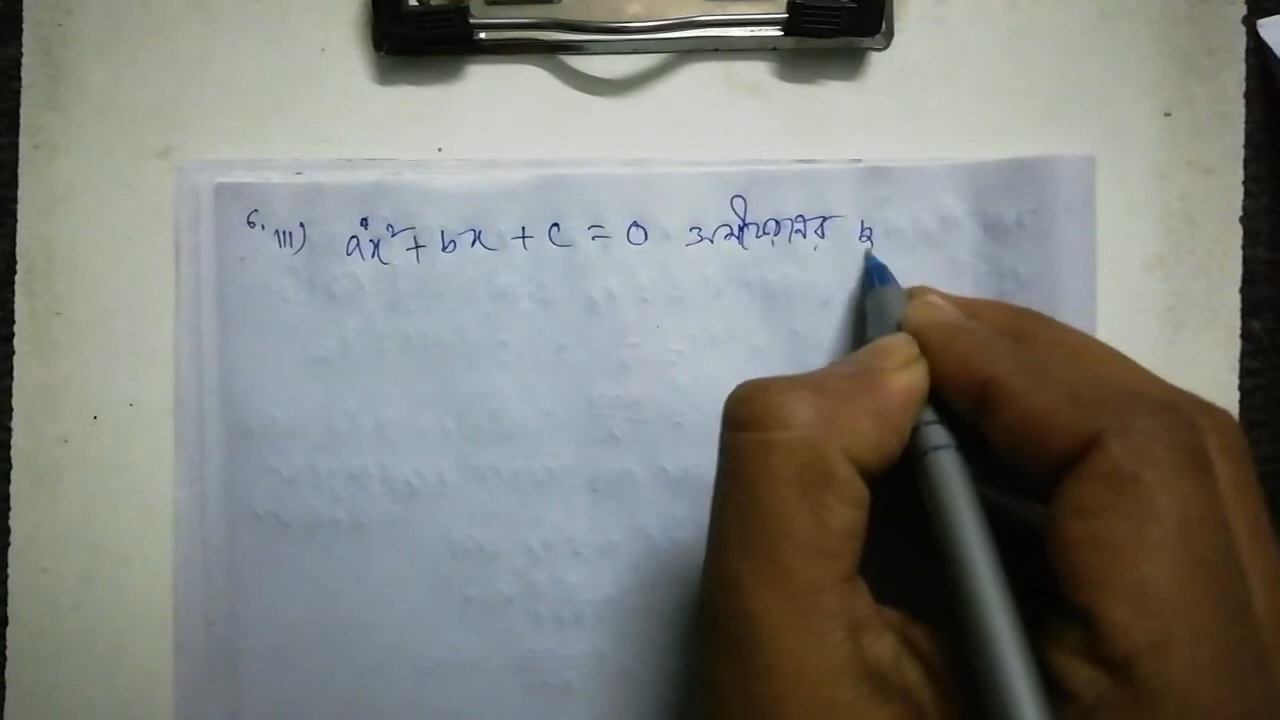 6. III) ax² + bx + c = 0 সমীকরণের